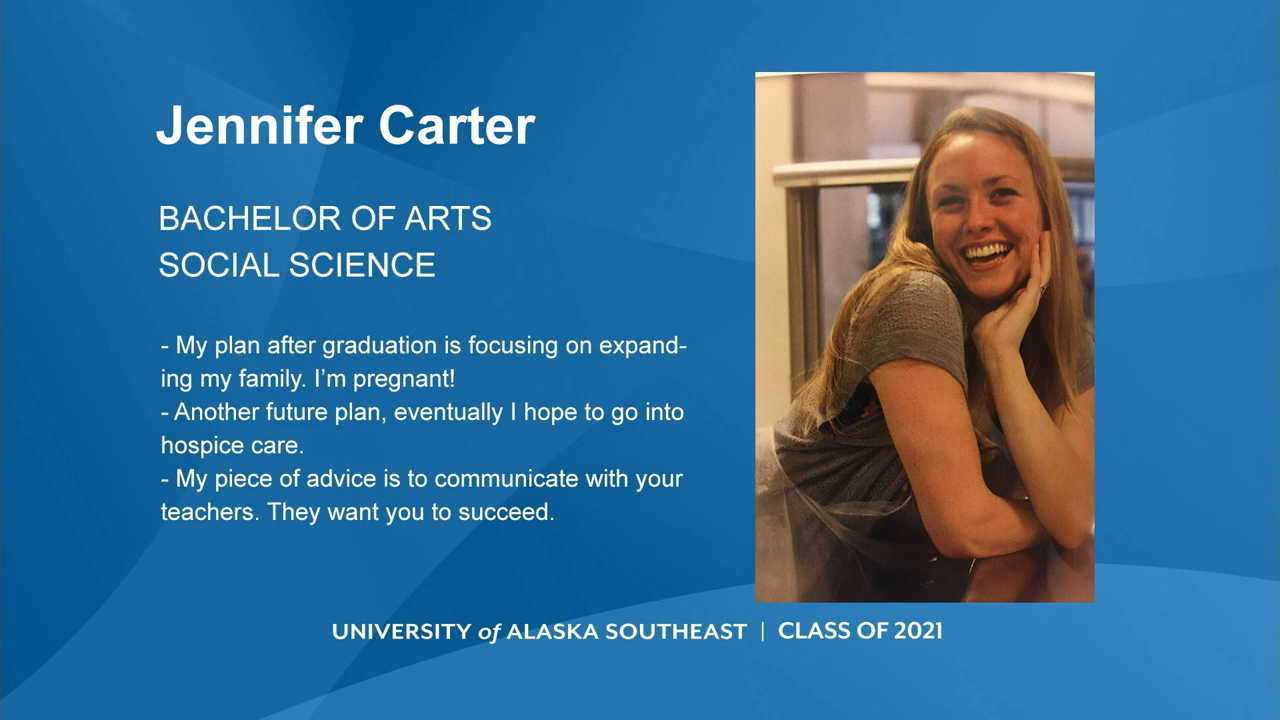 Jennifer Carter
BACHELOR OF ARTS
SOCIAL SCIENCE
- My plan after graduation is focusing on expand-
ing my family. I’m pregnant!
- Another future plan, eventually I hope to go into
hospice care.
- My piece of advice is to communicate with your
teachers. They want you to succeed.
UNIVERSITY of ALASKA SOUTHEAST | CLASS OF 2021